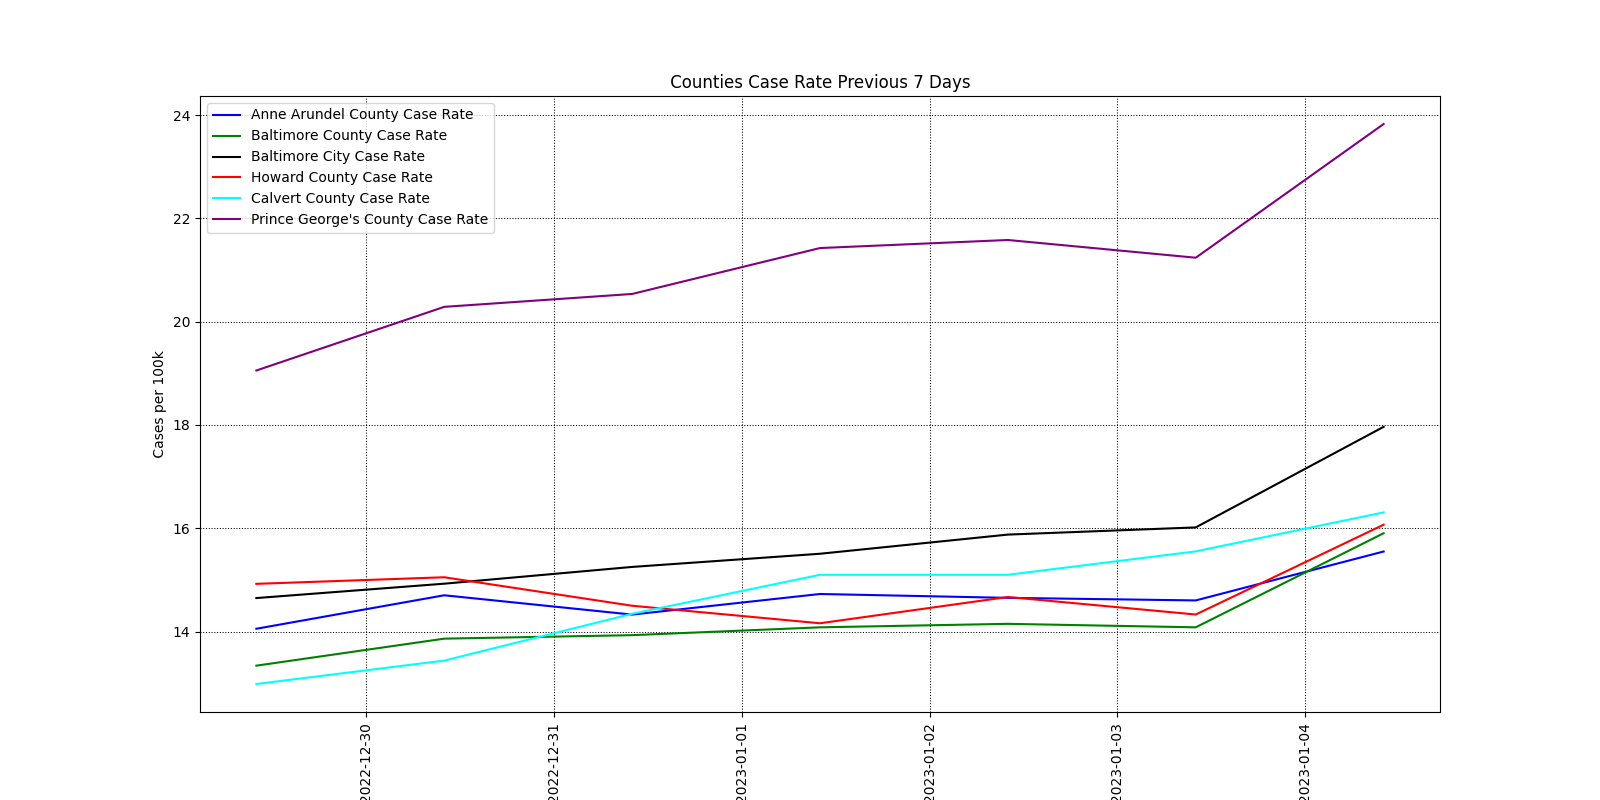 Counties Case Rate Previous 7 Days
24
22
20
18
16
14
Cases per 100k
Anne Arundel County Case Rate
Baltimore County Case Rate
Baltimore City Case Rate
Howard County Case Rate
Calvert County Case Rate
Prince George's County Case Rate
2022-12-30
2022-12-31
2023-01-01
2023-01-02
2023-01-03
2023-01-04